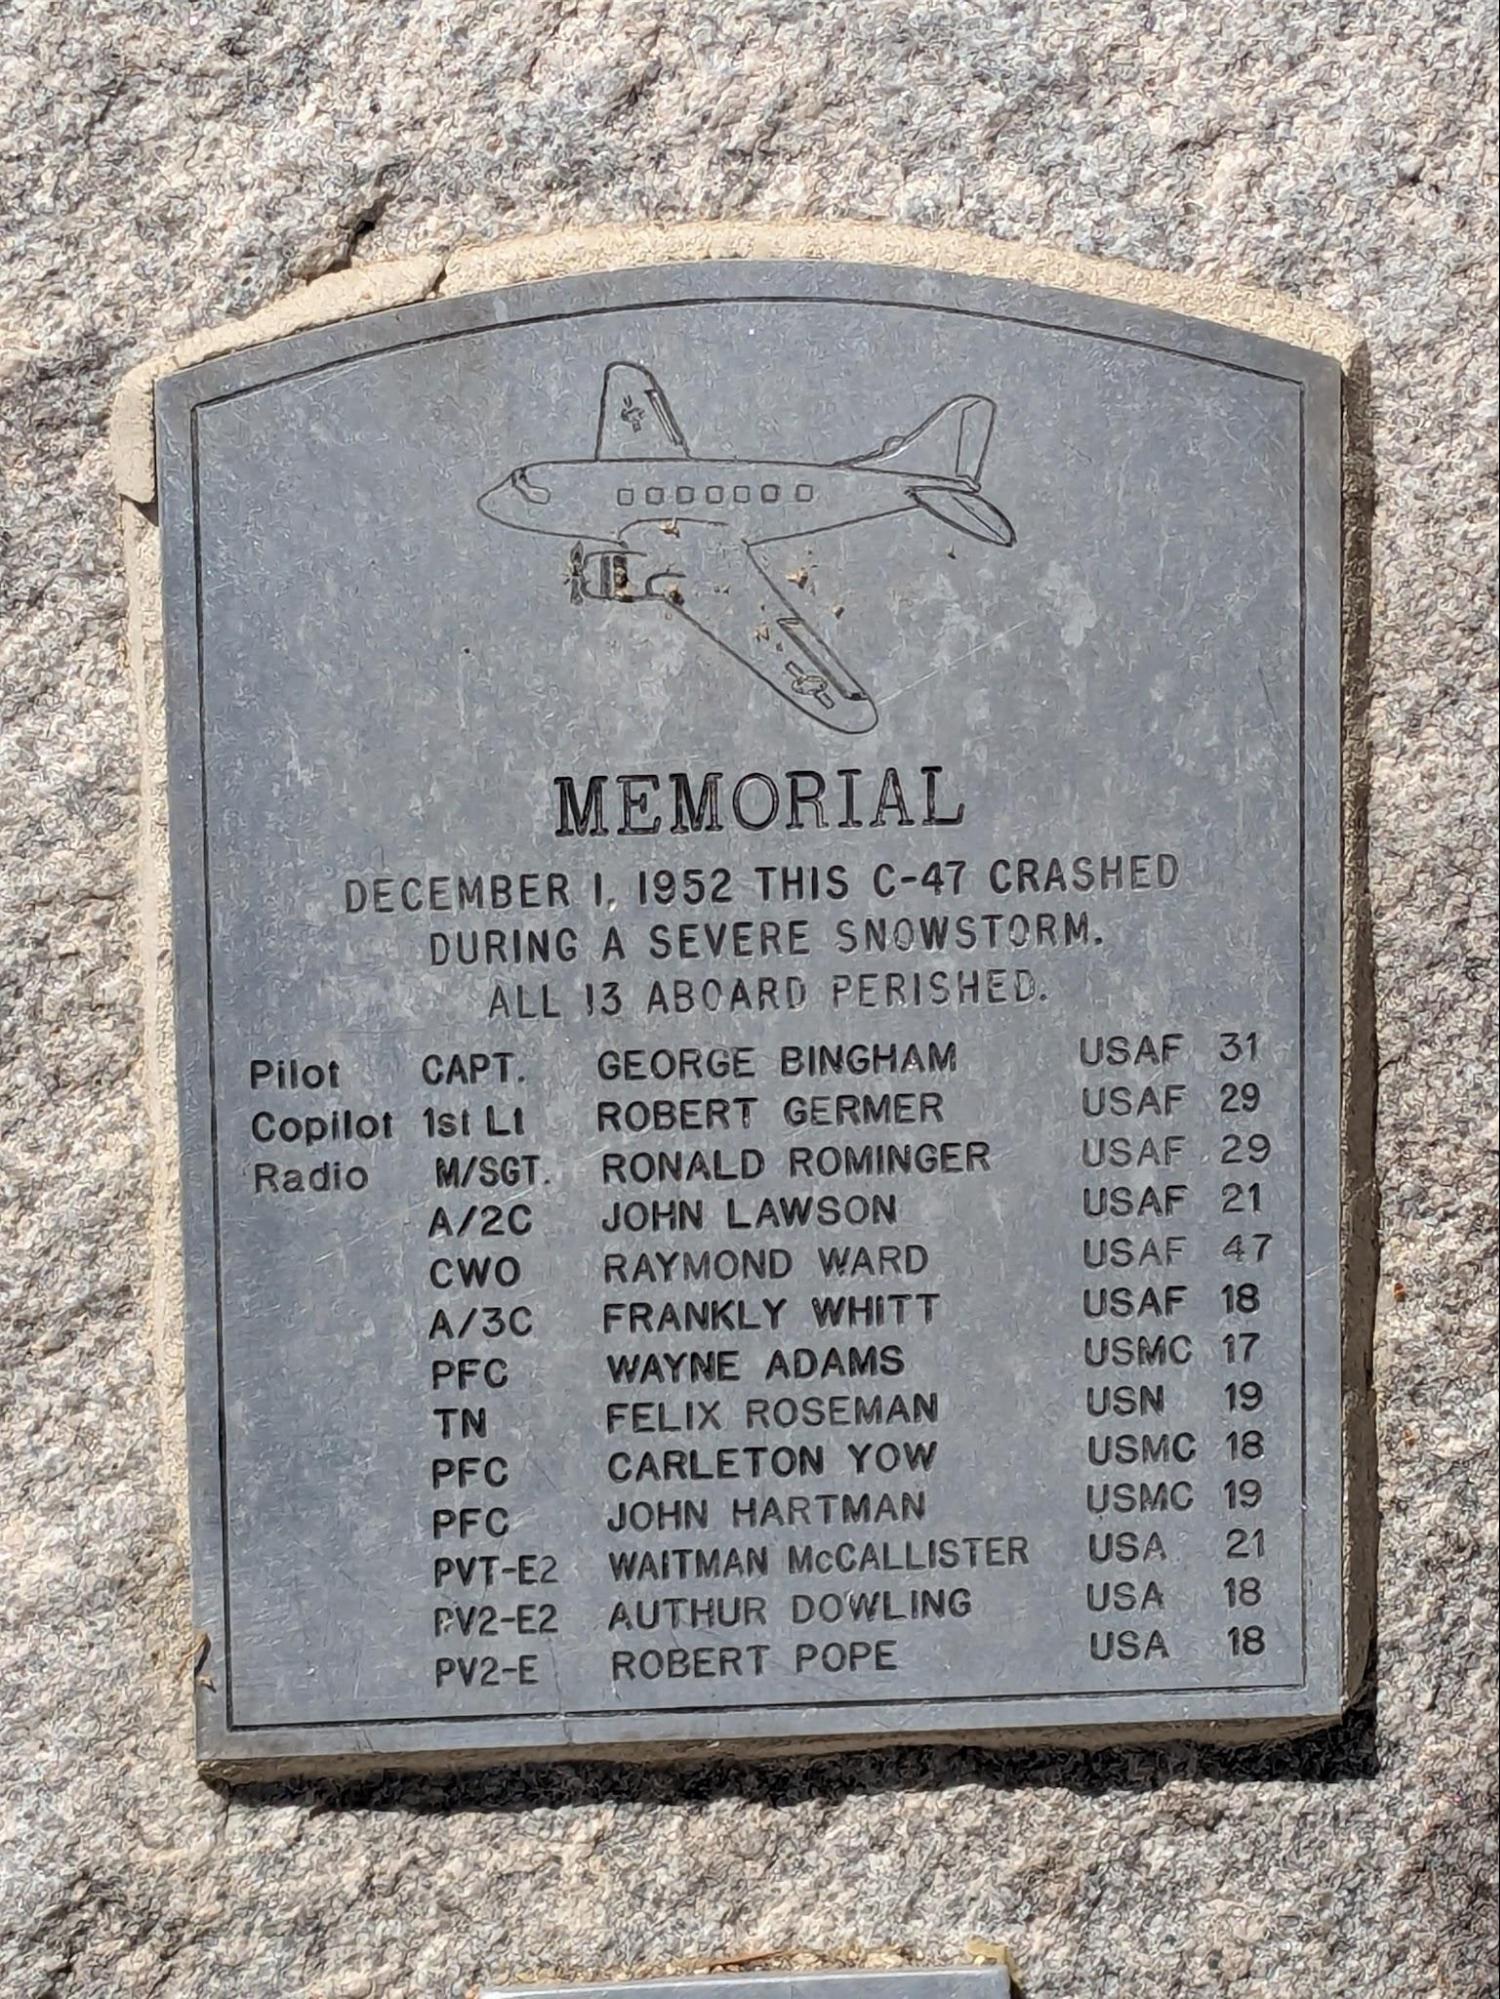 MEMORIAL
DECEMBER 1, 1952 THIS C-47 CRASHED
DURING A SEVERE SNOWSTORM.
ALL 13 ABOARD PERISHED.
Pilot CAPT. GEORGE BINGHAM USAF 31
Copilot 1st Lt ROBERT GERMER USAF 29
Radio M/SGT. RONALD ROMINGER USAF 29
A/2C JOHN LAWSON USAF 21
CWO RAYMOND WARD USAF 47
A/3C FRANKLY WHITT USAF 18
PFC WAYNE ADAMS USMC 17
TN FELIX ROSEMAN USN 19
PFC CARLETON YOW USMC 18
PFC JOHN HARTMAN USMC 19
PVT-E2 WAITMAN McCALLISTER USA 21
PV2-E2 AUTHUR DOWLING USA 18
PV2-E ROBERT POPE USA 18